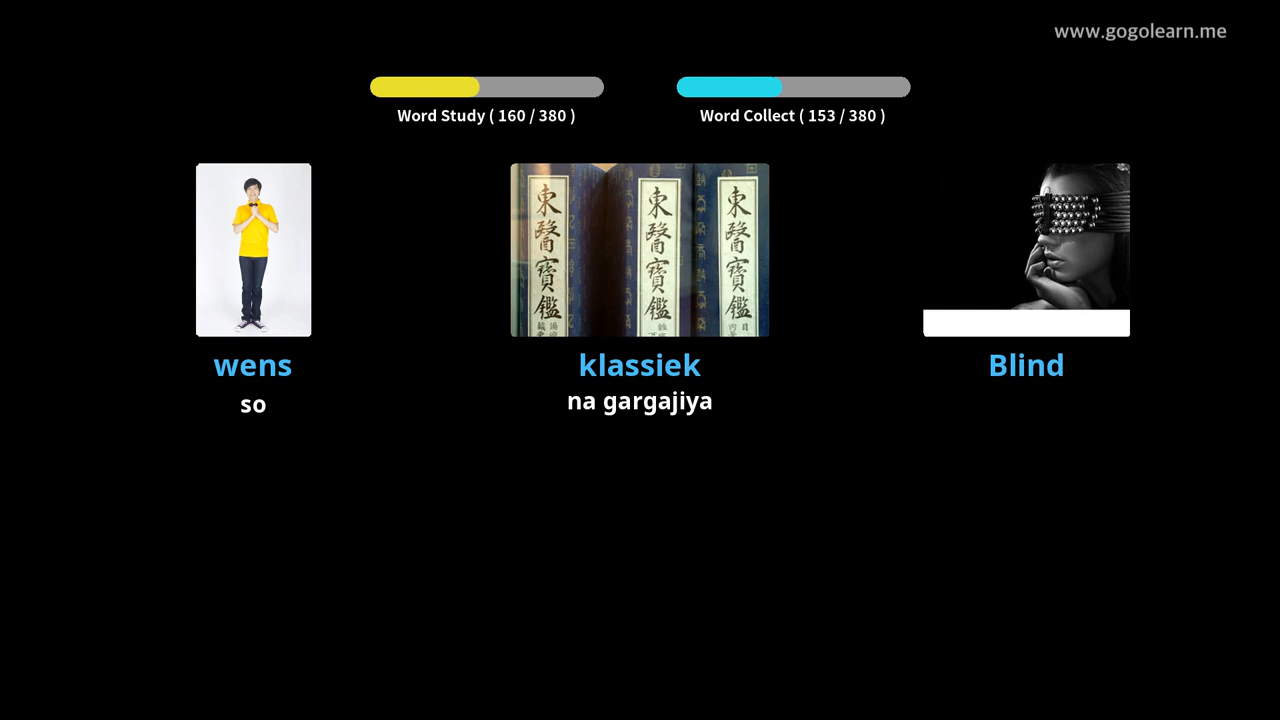 www.gogolearn.me
Word Study ( 160 / 380 )
Word Collect ( 153 / 380 )
東醫寶鑑
東醫寶鑑
東醫寶鑑
wens
klassiek
Blind
so
na gargajiya